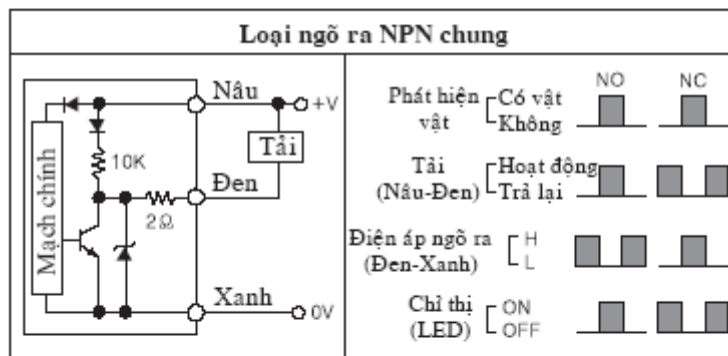 Loại ngõ ra NPN chung
Nâu
+V
Tải
10K
Đen
2Ω
Mạch chính
Xanh
0V
NO NC
Phát hiện vật
Có vật
Không
Tải
(Nâu-Đen)
Hoạt động
Trả lại
Điện áp ngõ ra
(Đen-Xanh)
H
L
Chỉ thị
(LED)
ON
OFF